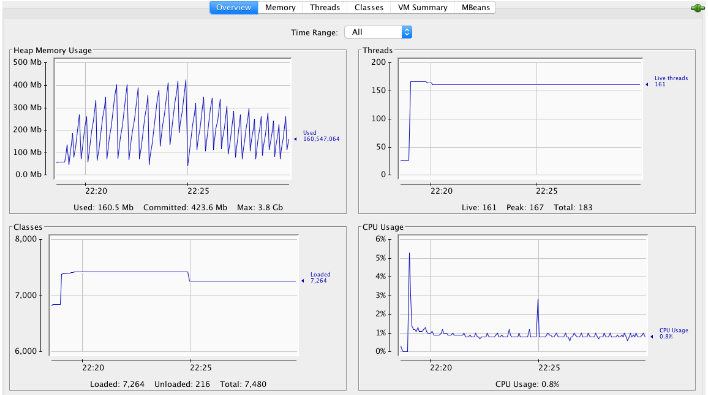 Overview Memory Threads Classes VM Summary MBeans
Time Range: All
Heap Memory Usage
500 Mb
400 Mb
300 Mb
200 Mb
100 Mb
0.0 Mb
22:20 22:25
Used
160,547,064
Used: 160.5 Mb Committed: 423.6 Mb Max: 3.8 Gb
Threads
200
150
100
50
0
22:20 22:25
Live threads
161
Live: 161 Peak: 167 Total: 183
Classes
8,000
7,000
6,000
22:20 22:25
Loaded
7,264
Loaded: 7,264 Unloaded: 216 Total: 7,480
CPU Usage
6%
5%
4%
3%
2%
1%
0%
22:20 22:25
CPU Usage
0.8%
CPU Usage: 0.8%